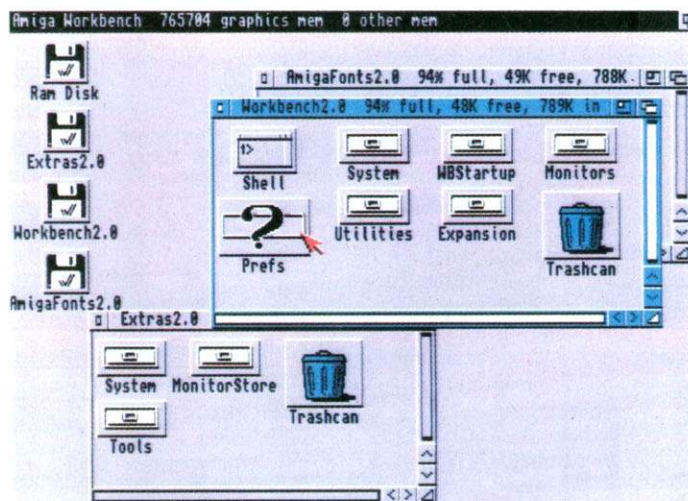 Amiga Workbench 765704 graphics mem 0 other mem
Ram Disk
Extras2.0
Workbench2.0
AmigaFonts2.0
AmigaFonts2.0 94% full, 49K free, 788K
Workbench2.0 94% full, 48K free, 789K in
1>
Shell
System
WBStartup
Monitors
Prefs
Utilities
Expansion
Trashcan
Extras2.0
System
MonitorStore
Trashcan
Tools